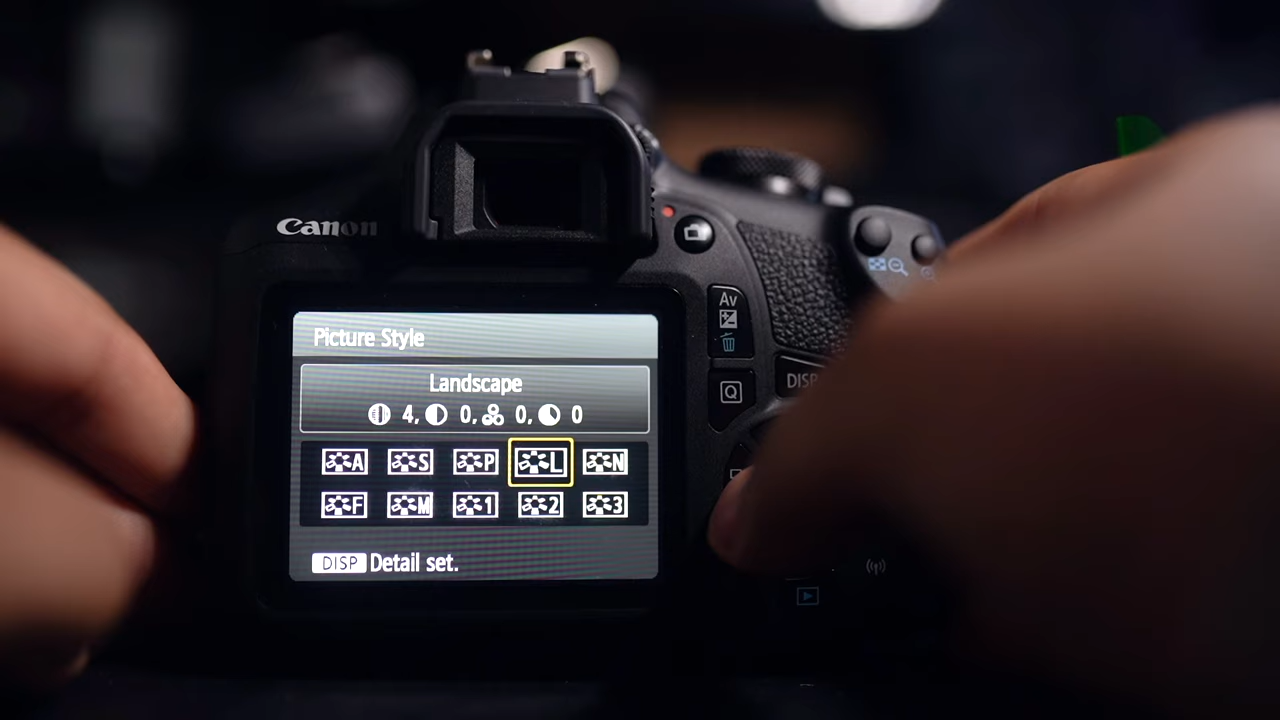 Canon
Av
Q
DISP
Picture Style
Landscape
4, 0, 0, 0
A S P L N
F M 1 2 3
DISP Detail set.